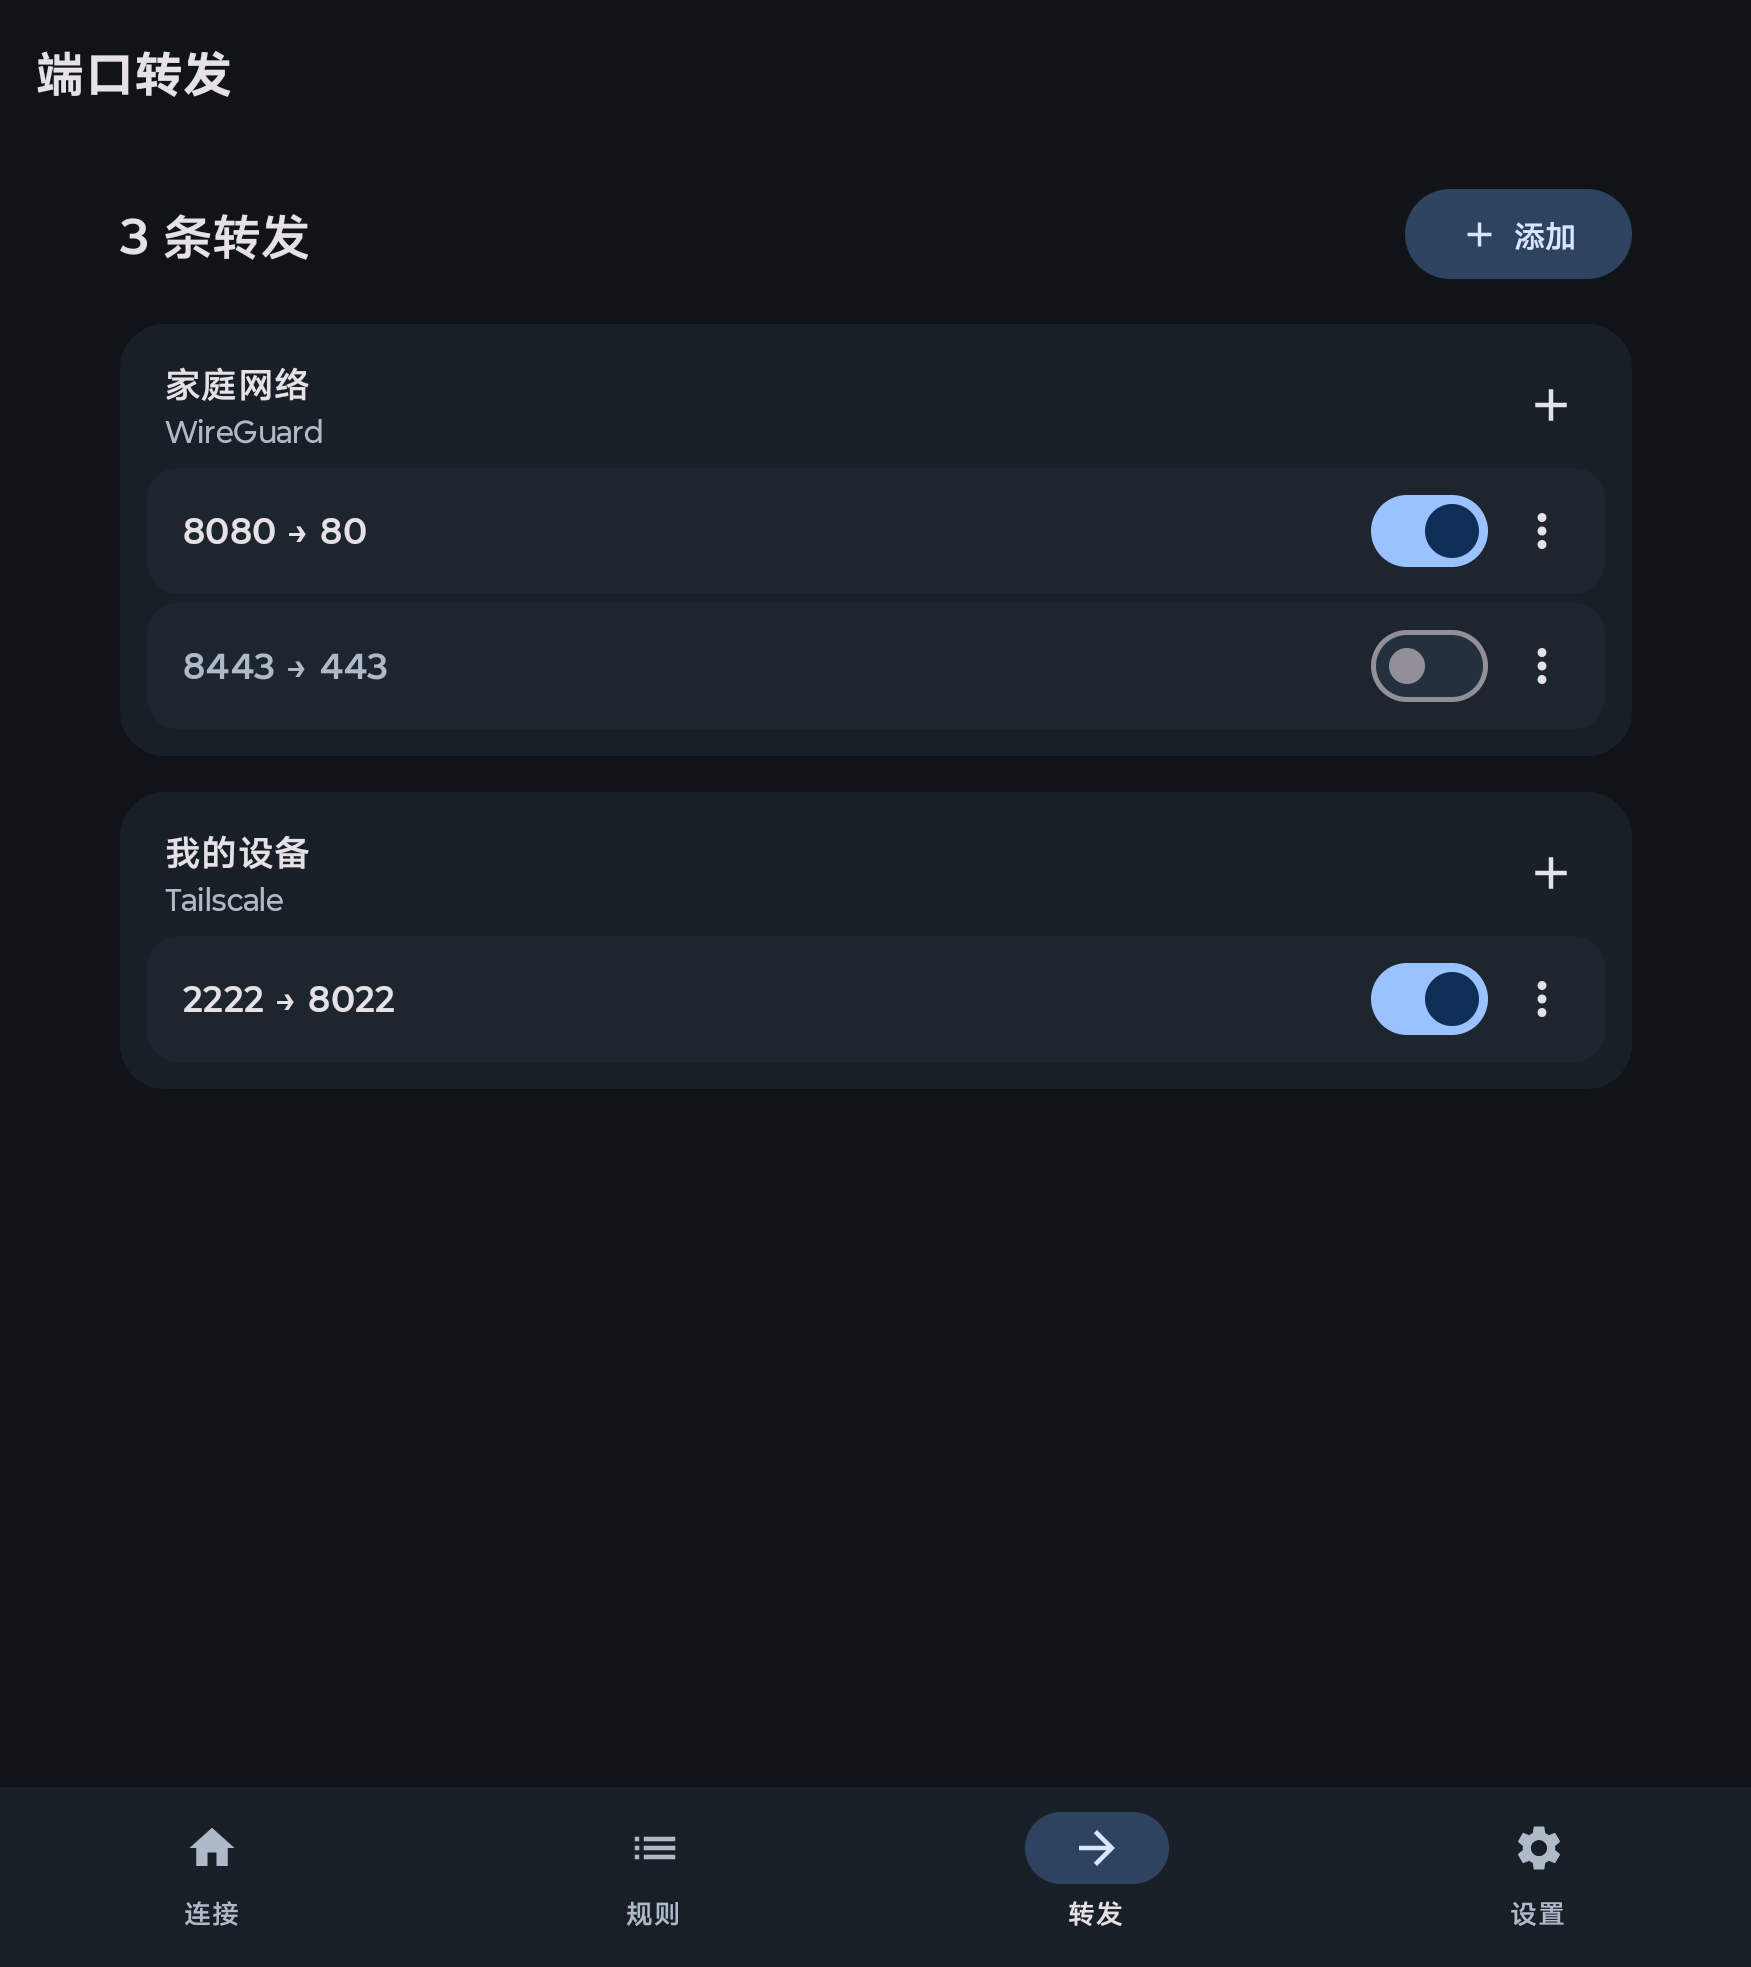 端口转发
3 条转发
添加
家庭网络
WireGuard
8080 → 80
8443 → 443
我的设备
Tailscale
2222 → 8022
连接
规则
转发
设置